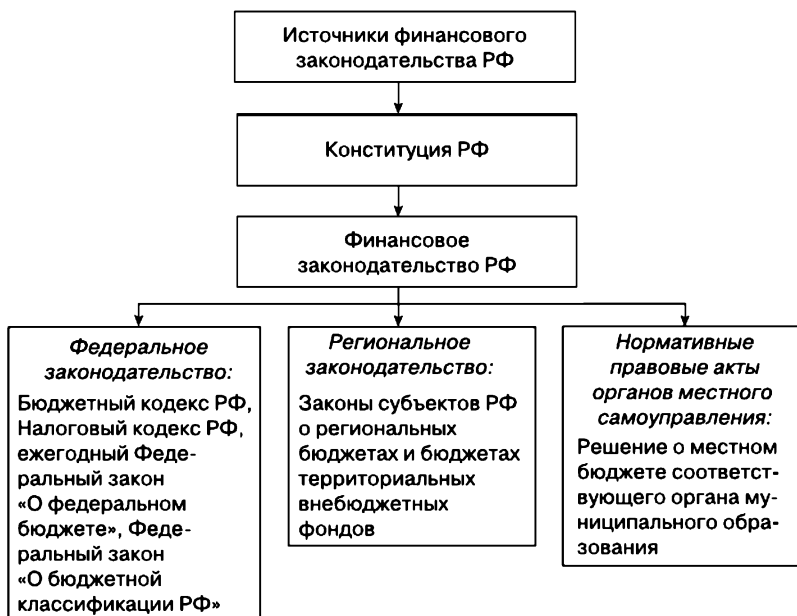 Источники финансового
законодательства РФ
Конституция РФ
Финансовое
законодательство РФ
Федеральное
законодательство:
Бюджетный кодекс РФ,
Налоговый кодекс РФ,
ежегодный Феде-
ральный закон
«О федеральном
бюджете», Феде-
ральный закон
«О бюджетной
классификации РФ»
Региональное
законодательство:
Законы субъектов РФ
о региональных
бюджетах и бюджетах
территориальных
внебюджетных
фондов
Нормативные
правовые акты
органов местного
самоуправления:
Решение о местном
бюджете соответст-
вующего органа му-
ниципального обра-
зования